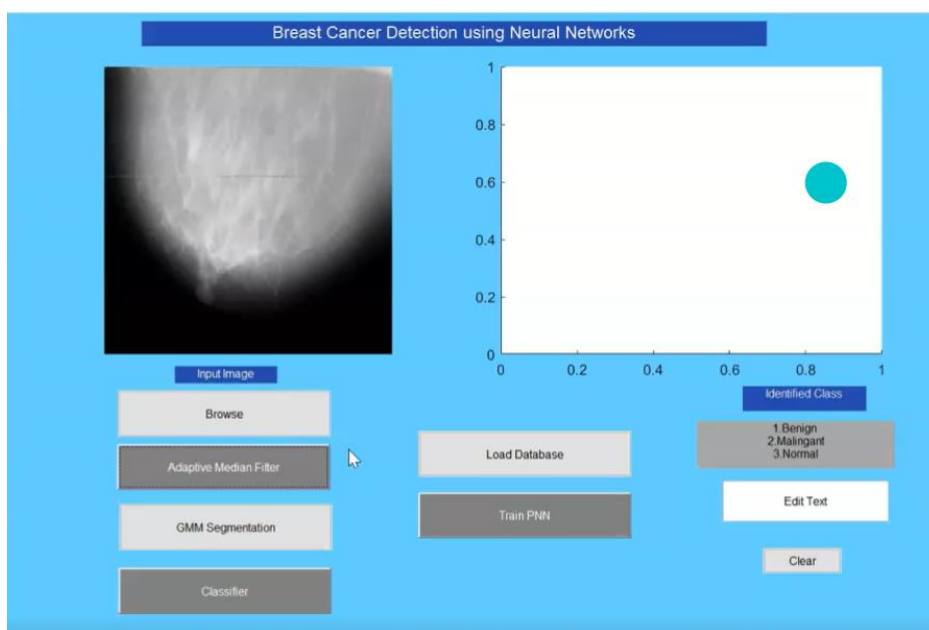 Breast Cancer Detection using Neural Networks
1
0.8
0.6
0.4
0.2
0
0 0.2 0.4 0.6 0.8 1
Input Image
Browse
Adaptive Median Filter
GMM Segmentation
Classifier
Load Database
Train PNN
Identified Class
1.Benign
2.Malingant
3.Normal
Edit Text
Clear